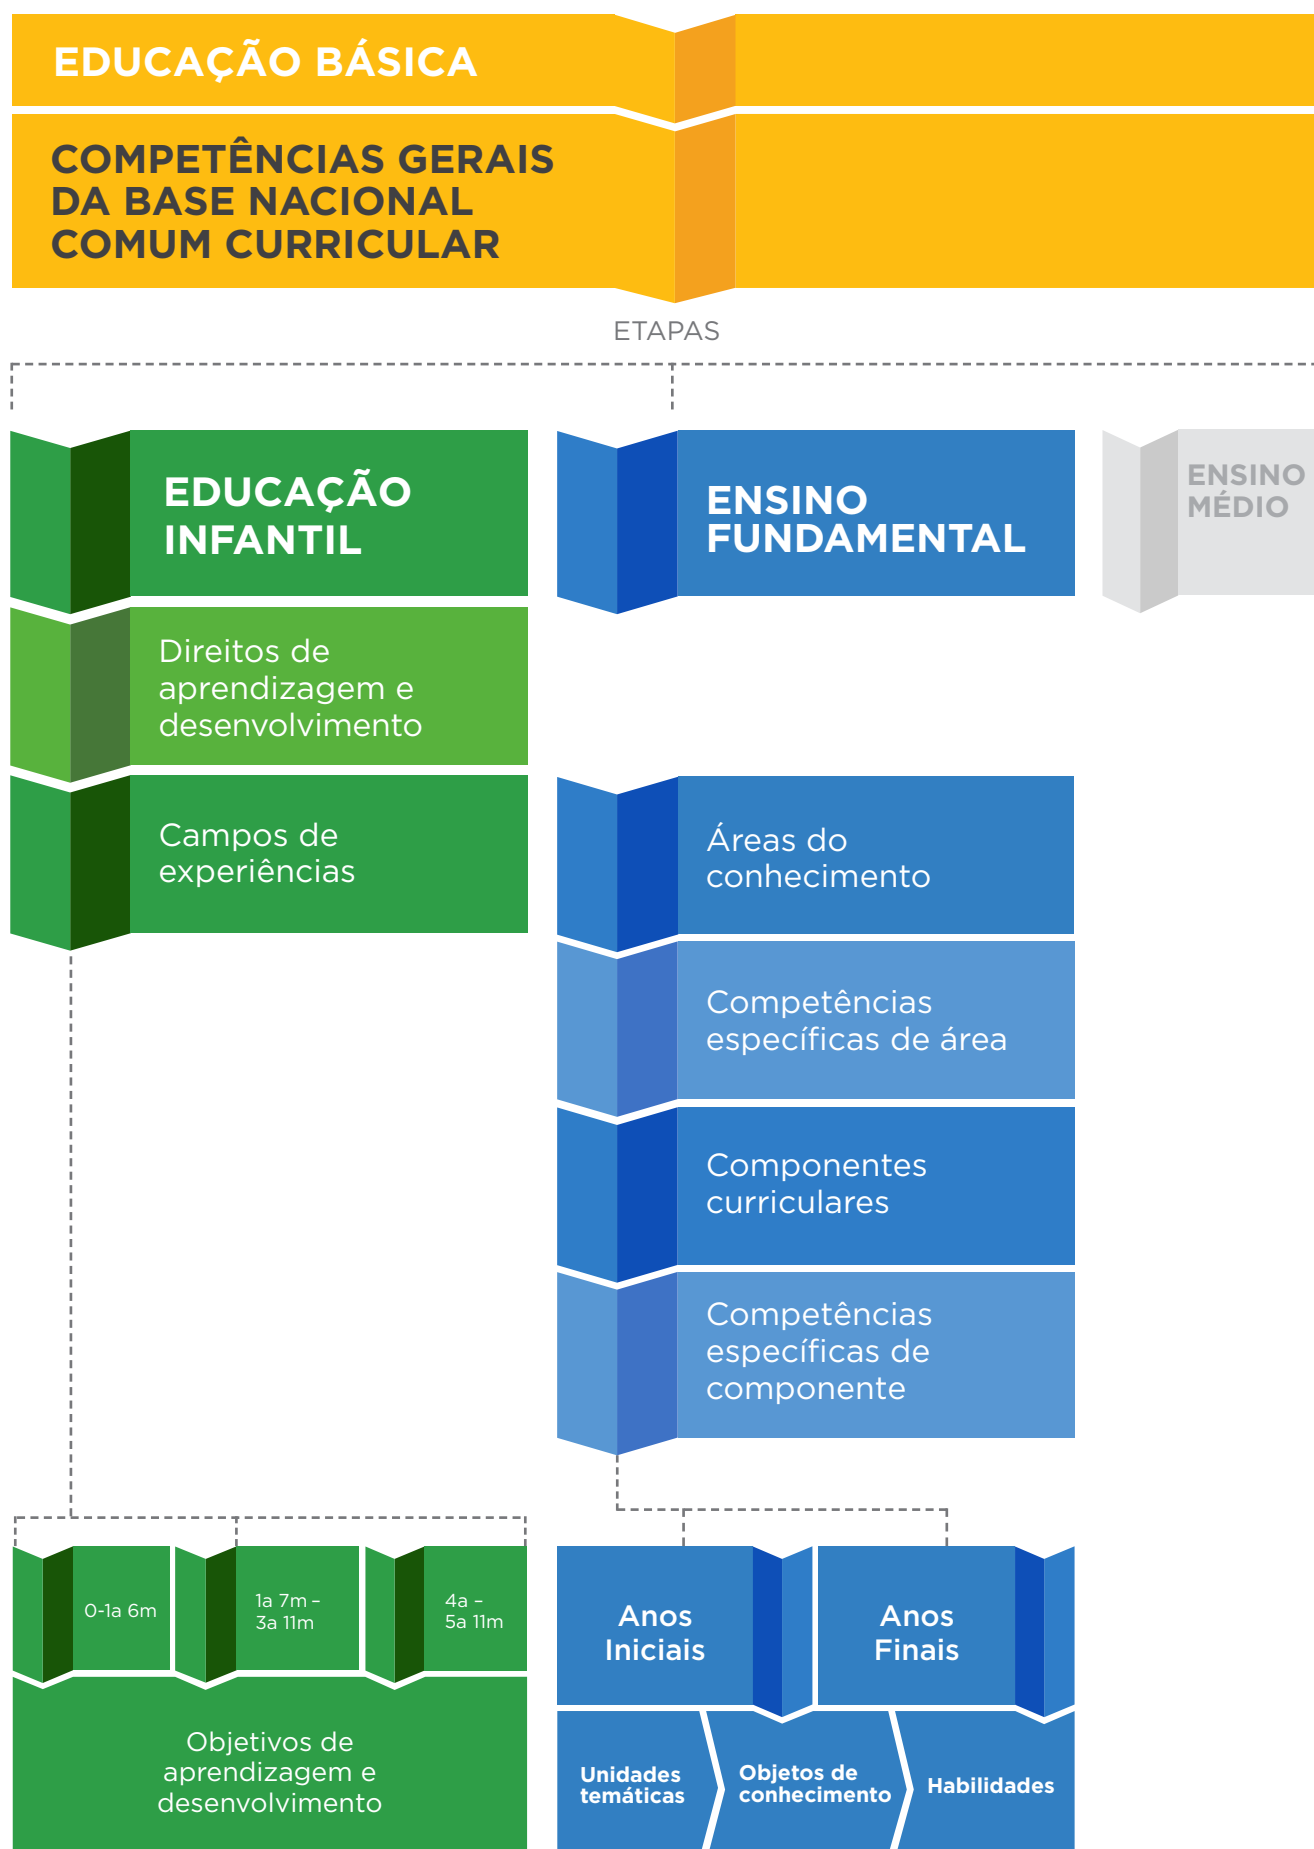 EDUCAÇÃO BÁSICA
COMPETÊNCIAS GERAIS
DA BASE NACIONAL
COMUM CURRICULAR
ETAPAS
EDUCAÇÃO
INFANTIL
Direitos de
aprendizagem e
desenvolvimento
Campos de
experiências
0-1a 6m
1a 7m –
3a 11m
4a –
5a 11m
Objetivos de
aprendizagem e
desenvolvimento
ENSINO
FUNDAMENTAL
Áreas do
conhecimento
Competências
específicas de área
Componentes
curriculares
Competências
específicas de
componente
Anos
Iniciais
Anos
Finais
Unidades
temáticas
Objetos de
conhecimento
Habilidades
ENSINO
MÉDIO